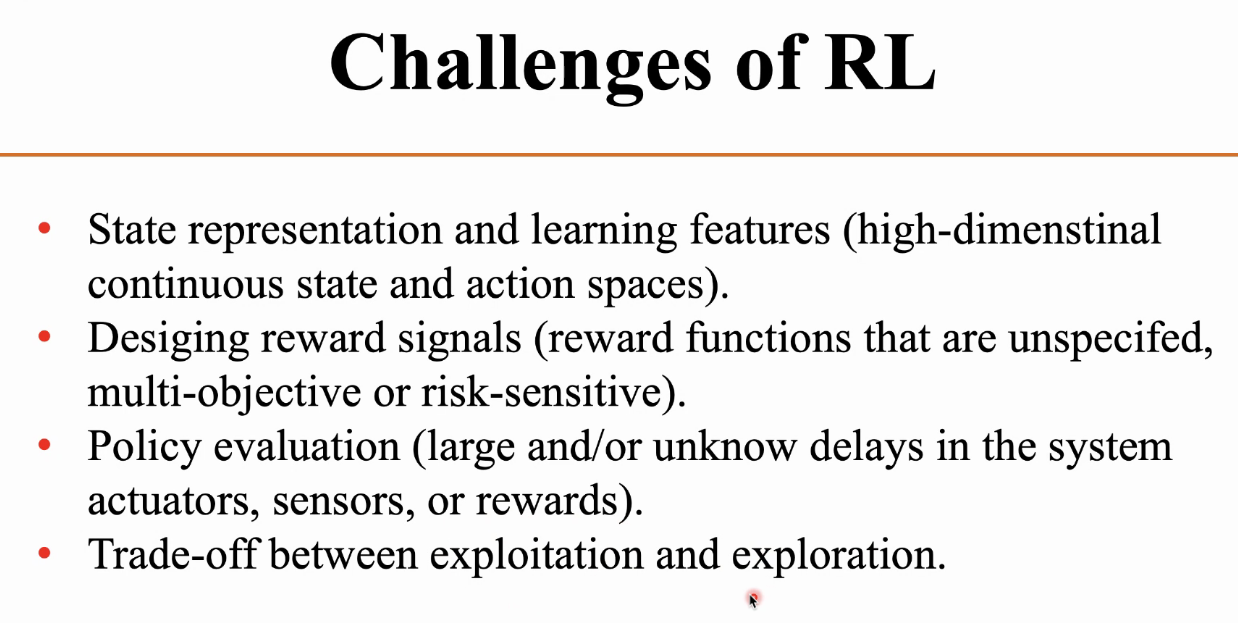 Challenges of RL
• State representation and learning features (high-dimenstinal
continuous state and action spaces).
• Desiging reward signals (reward functions that are unspecifed,
multi-objective or risk-sensitive).
• Policy evaluation (large and/or unknow delays in the system
actuators, sensors, or rewards).
• Trade-off between exploitation and exploration.